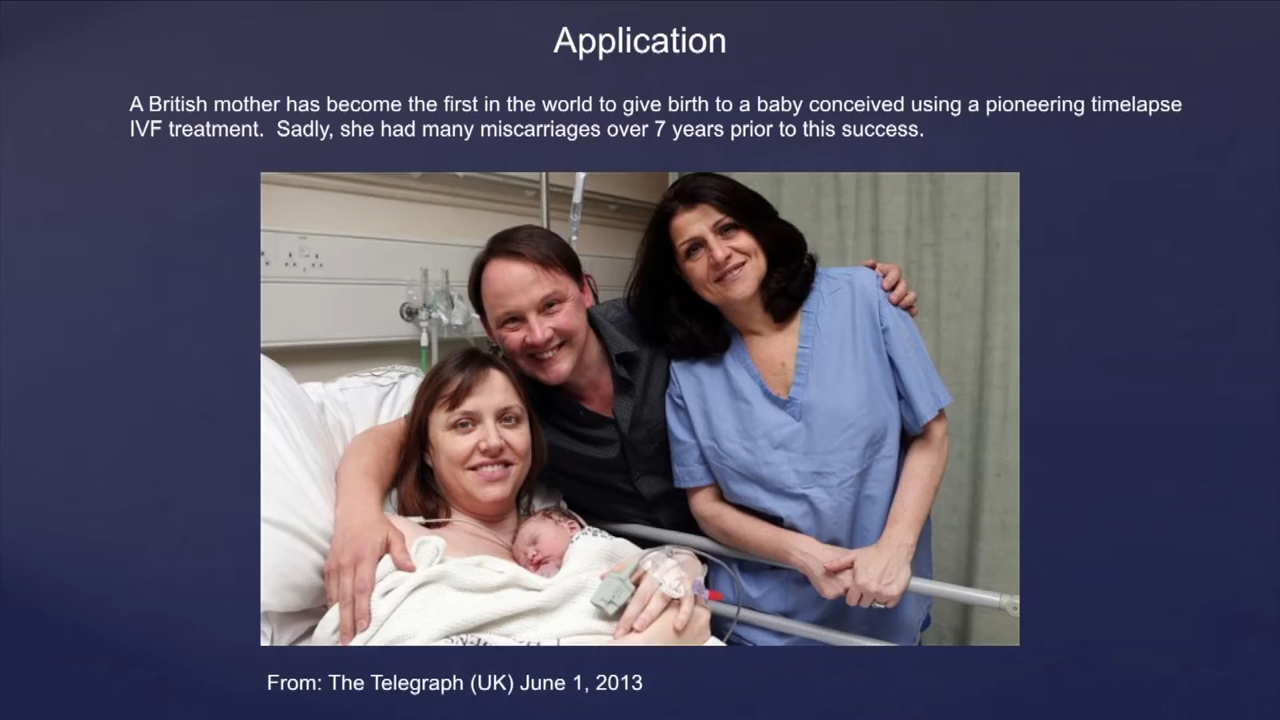 Application
A British mother has become the first in the world to give birth to a baby conceived using a pioneering timelapse
IVF treatment.  Sadly, she had many miscarriages over 7 years prior to this success.
From: The Telegraph (UK) June 1, 2013